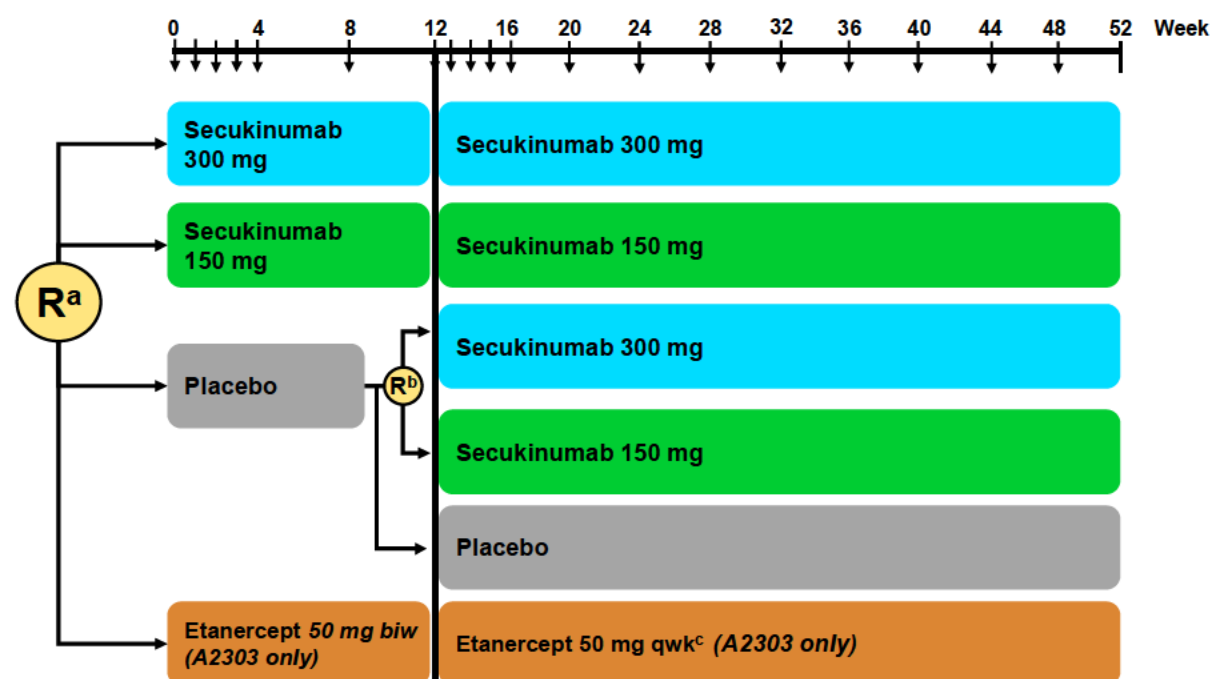 0 4 8 12 16 20 24 28 32 36 40 44 48 52 Week
Secukinumab
300 mg
Secukinumab 300 mg
Secukinumab
150 mg
Secukinumab 150 mg
Rᵃ
Placebo
Rᵇ
Secukinumab 300 mg
Secukinumab 150 mg
Placebo
Etanercept 50 mg biw
(A2303 only)
Etanercept 50 mg qwkᶜ (A2303 only)